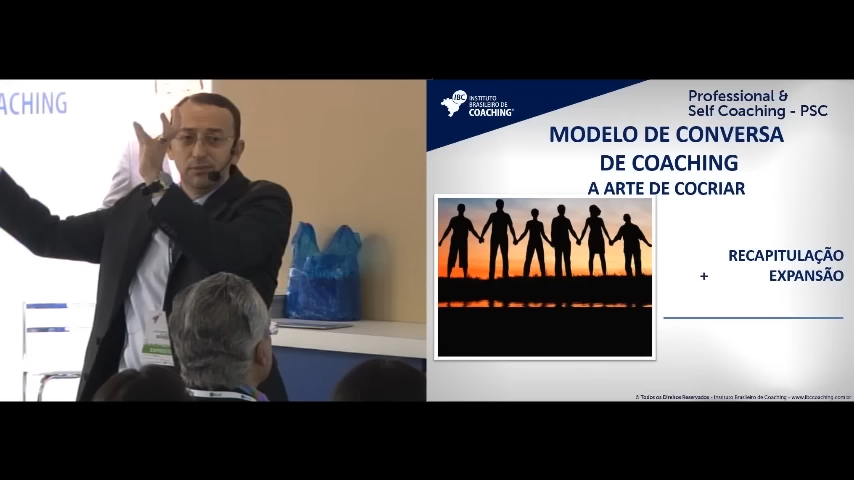 ACHING
IBC
INSTITUTO
BRASILEIRO DE
COACHING
Professional &
Self Coaching - PSC
MODELO DE CONVERSA
DE COACHING
A ARTE DE COCRIAR
RECAPITULAÇÃO
+ EXPANSÃO
© Todos os Direitos Reservados - Instituto Brasileiro de Coaching - www.ibccoaching.com.br